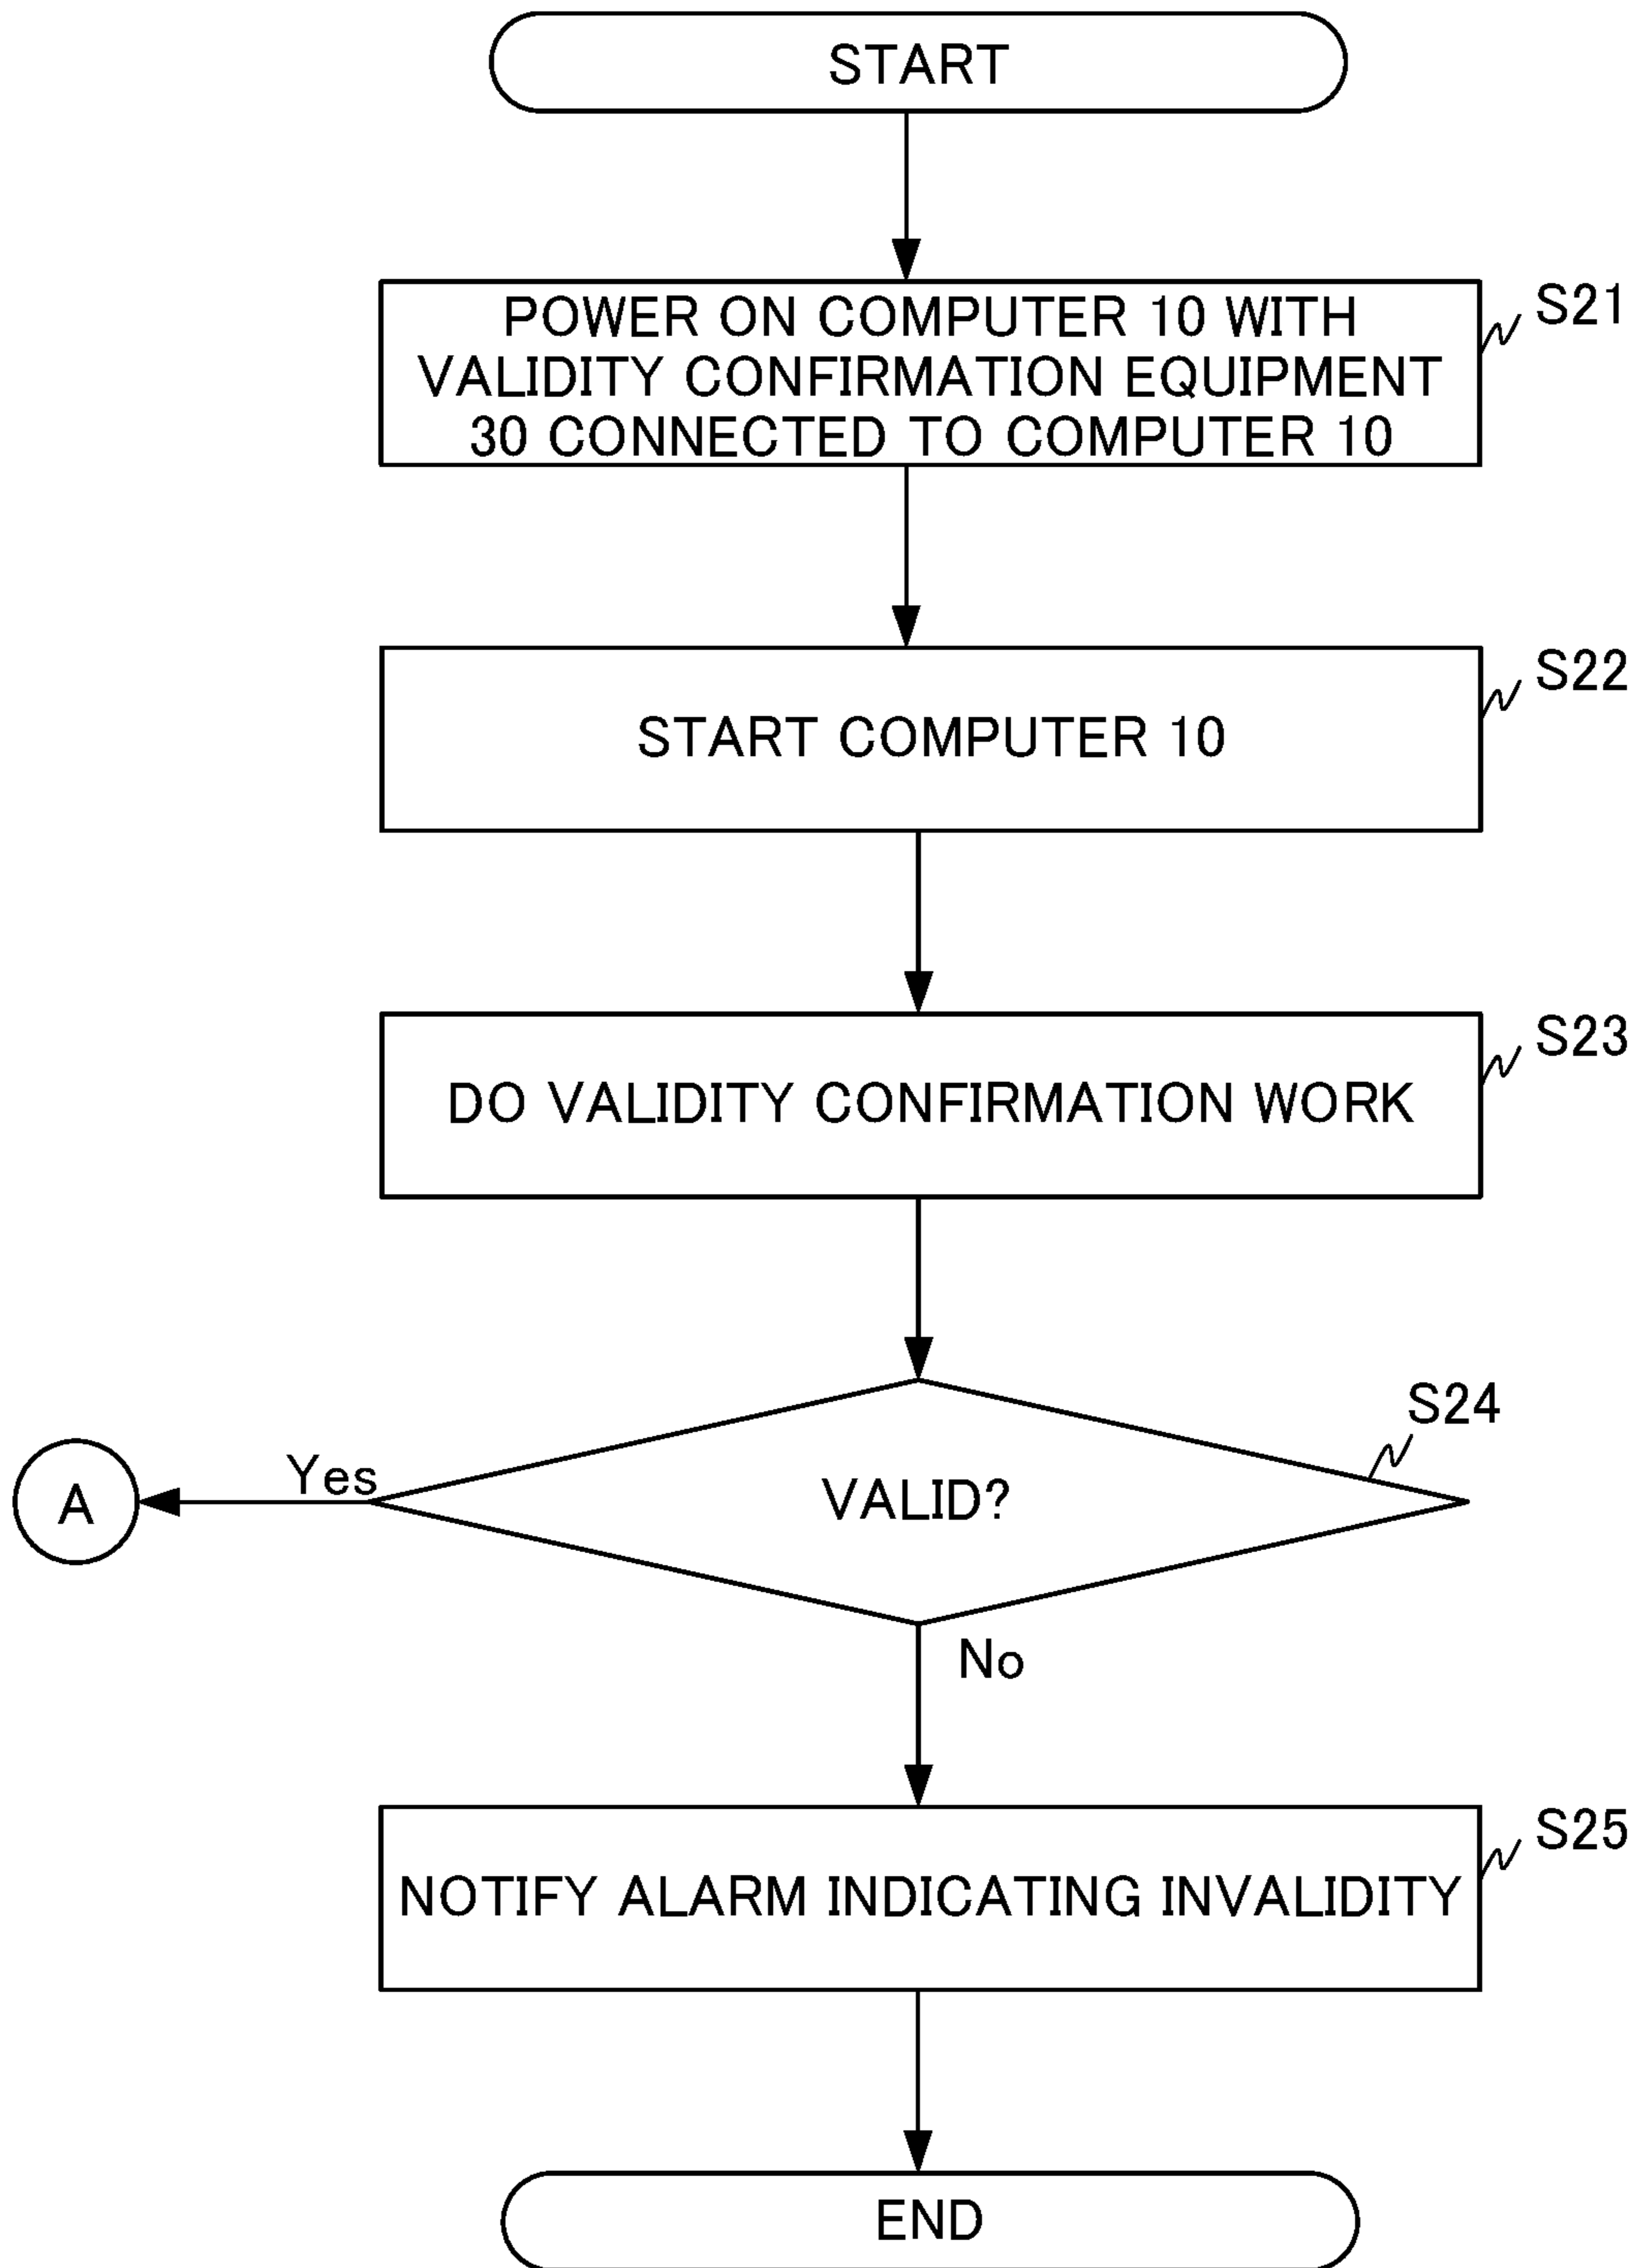 START
POWER ON COMPUTER 10 WITH
VALIDITY CONFIRMATION EQUIPMENT
30 CONNECTED TO COMPUTER 10
S21
START COMPUTER 10
S22
DO VALIDITY CONFIRMATION WORK
S23
VALID?
S24
Yes
A
No
NOTIFY ALARM INDICATING INVALIDITY
S25
END